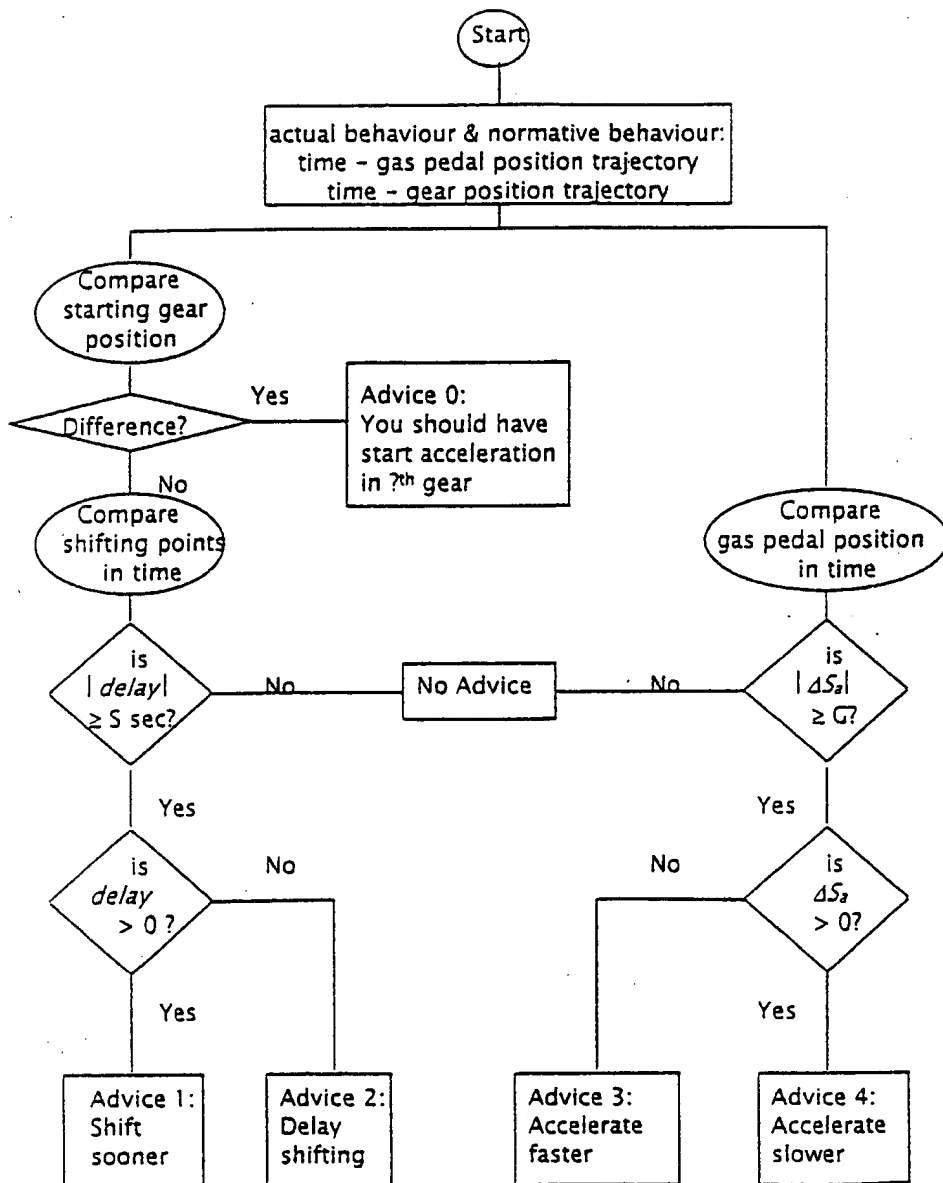 Start
actual behaviour & normative behaviour:
time – gas pedal position trajectory
time – gear position trajectory
Compare
starting gear
position
Difference?
Yes
Advice 0:
You should have
start acceleration
in ?th gear
No
Compare
shifting points
in time
Compare
gas pedal position
in time
is
|delay|
≥ S sec?
No
No Advice
No
is
|ΔSa|
≥ G?
Yes
Yes
is
delay
> 0 ?
No
No
is
ΔSa
> 0?
Yes
Yes
Advice 1:
Shift
sooner
Advice 2:
Delay
shifting
Advice 3:
Accelerate
faster
Advice 4:
Accelerate
slower